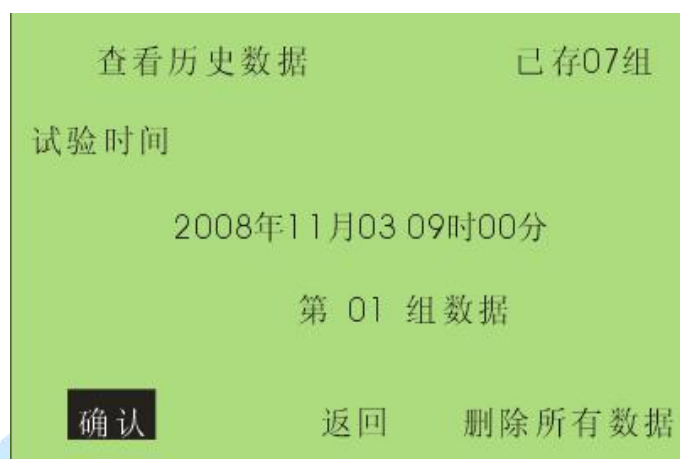 查看历史数据 已存07组
试验时间
2008年11月03 09时00分
第 01 组数据
确认 返回 删除所有数据